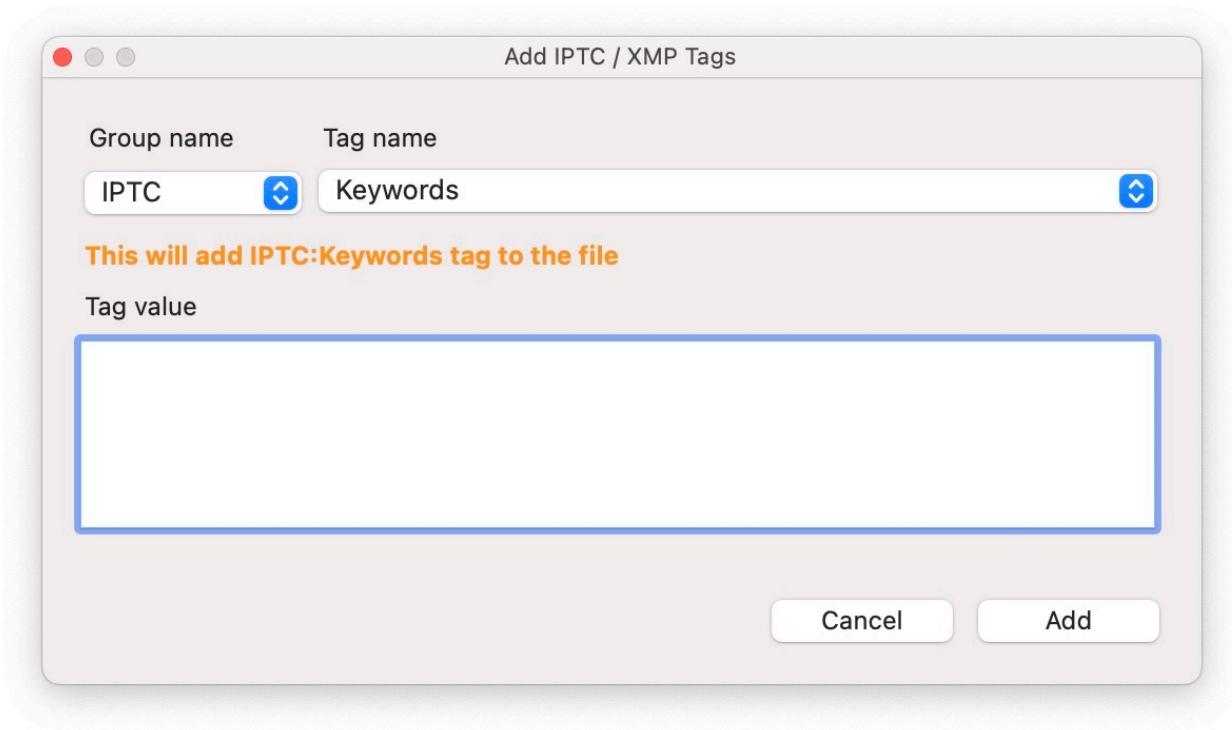 Add IPTC / XMP Tags
Group name Tag name
IPTC Keywords
This will add IPTC:Keywords tag to the file
Tag value
Cancel Add